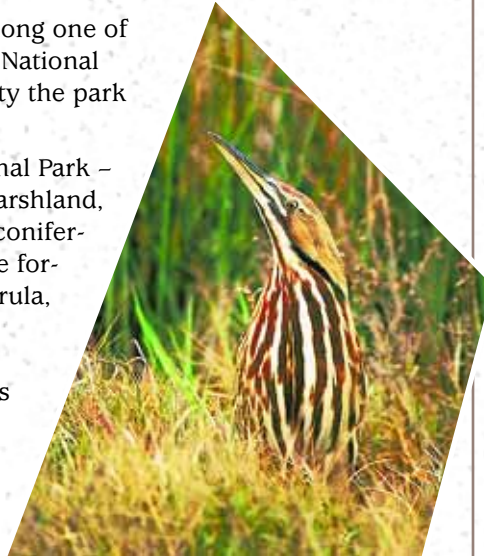 ong one of
National
ty the park
nal Park –
arshland,
conifer-
e for-
rula,
s